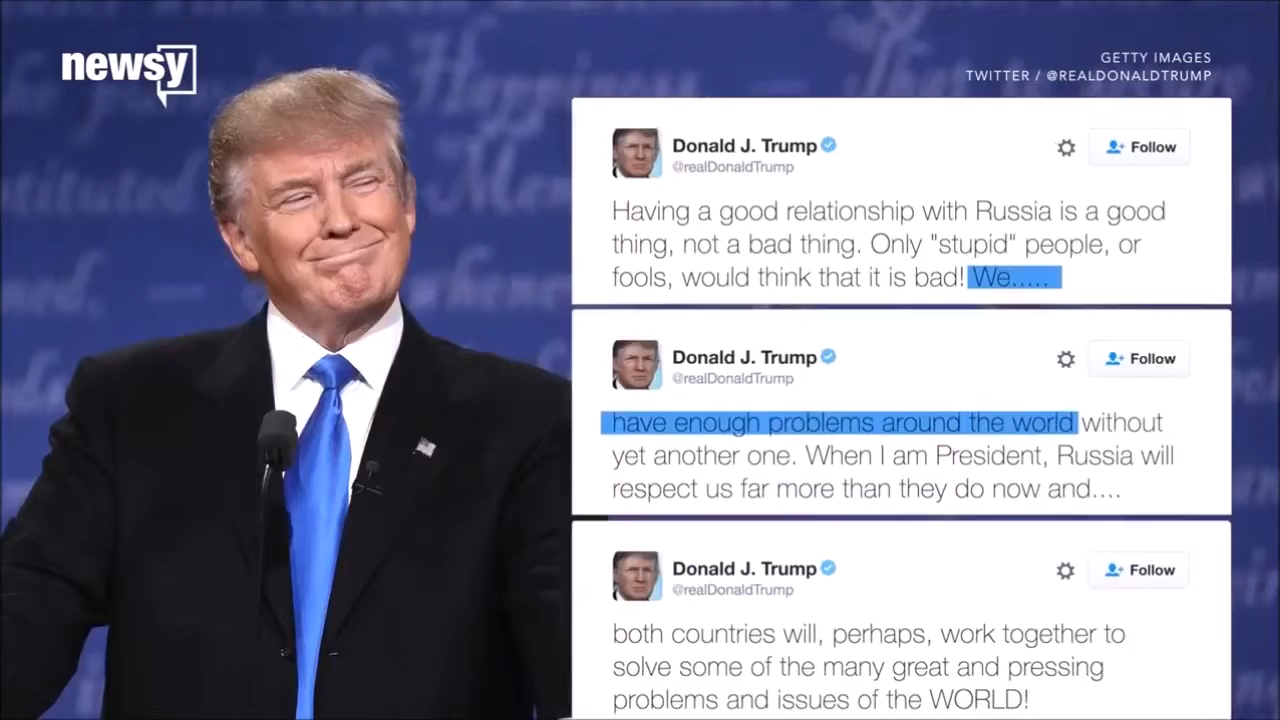 newsy
GETTY IMAGES
TWITTER / @REALDONALDTRUMP
Donald J. Trump
@realDonaldTrump
Follow
Having a good relationship with Russia is a good
thing, not a bad thing. Only "stupid" people, or
fools, would think that it is bad! We.....
Donald J. Trump
@realDonaldTrump
Follow
have enough problems around the world without
yet another one. When I am President, Russia will
respect us far more than they do now and....
Donald J. Trump
@realDonaldTrump
Follow
both countries will, perhaps, work together to
solve some of the many great and pressing
problems and issues of the WORLD!